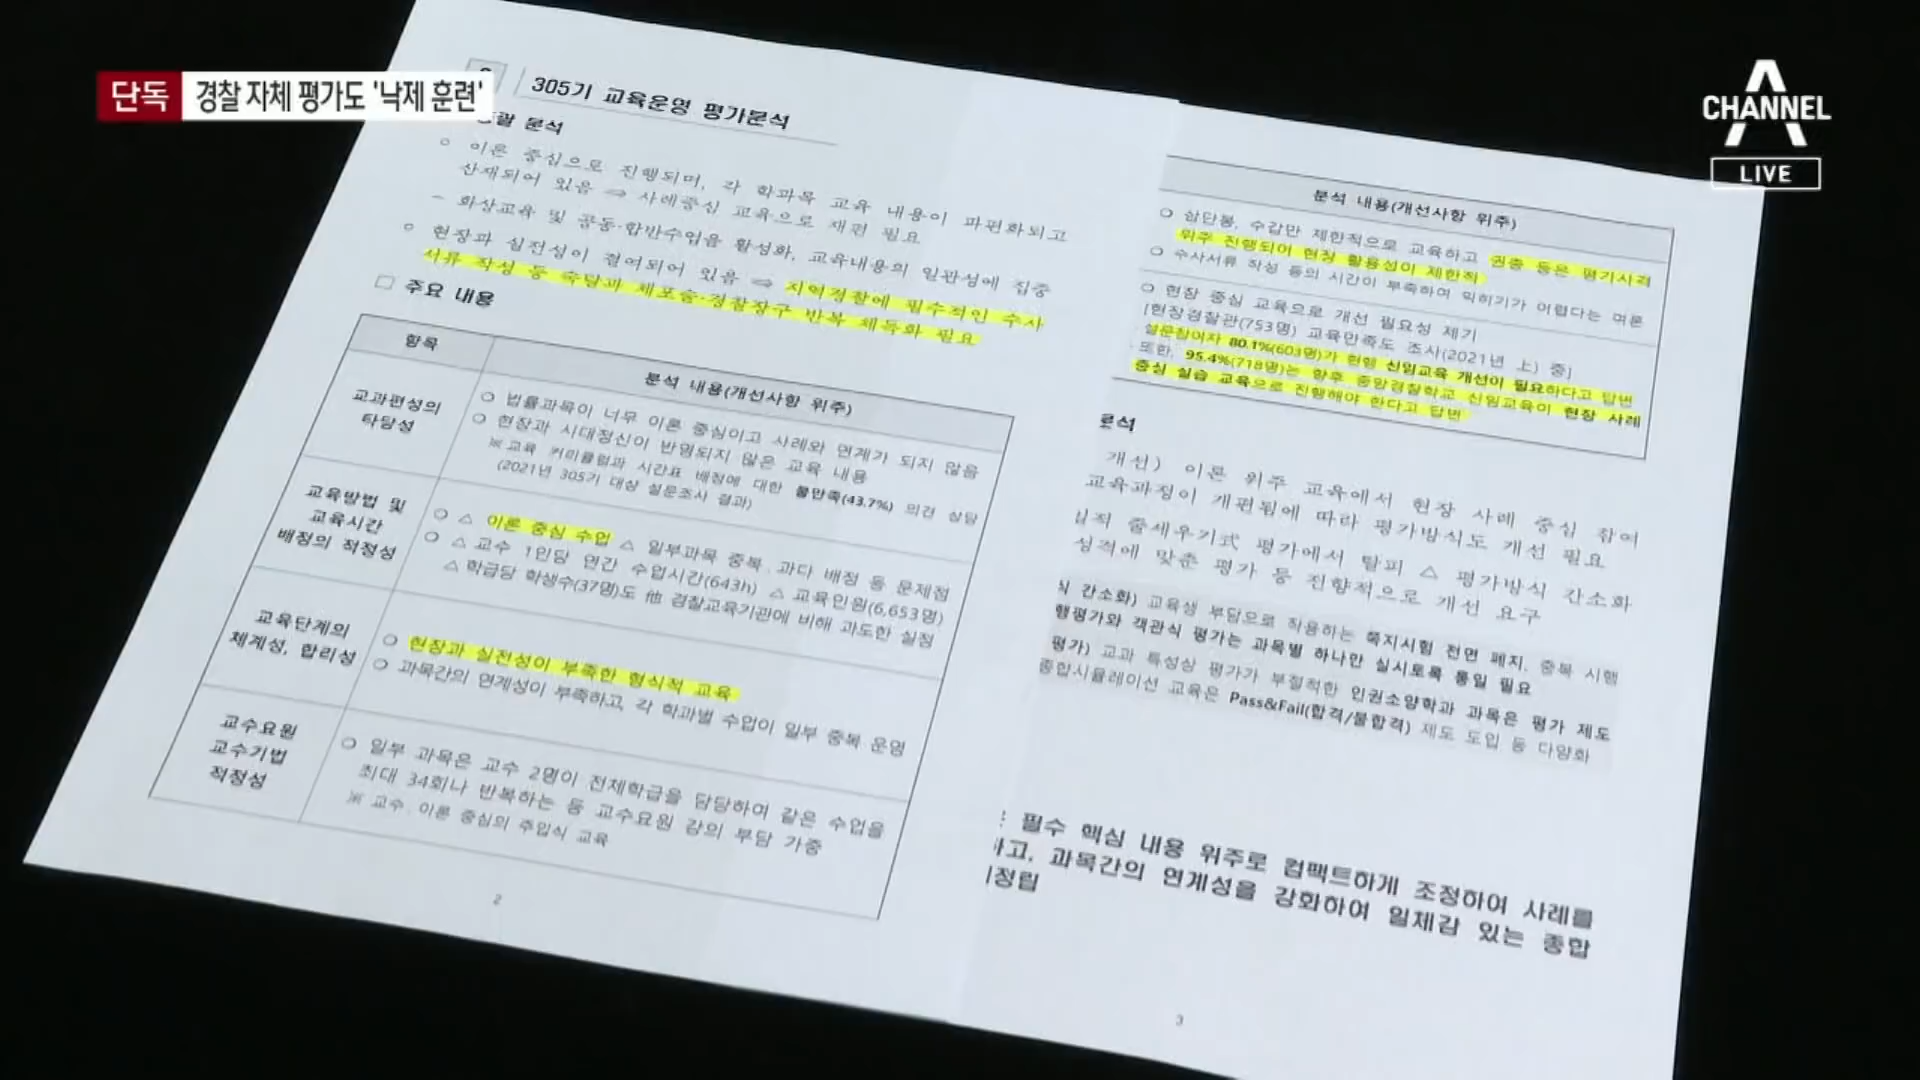 단독 경찰 자체 평가도 '낙제 훈련'
CHANNEL A
LIVE
305기 교육운영 평가분석
총괄 분석
○ 이론 중심으로 진행되며, 각 학과목 교육 내용이 파편화되고
산재되어 있음 ⇒ 사례중심 교육으로 재편 필요
- 화상교육 및 공동·합반수업을 활성화, 교육내용의 일관성에 집중
○ 현장과 실전성이 결여되어 있음 ⇒ 지역경찰에 필수적인 수사
서류 작성 등 숙달과 체포술·경찰장구 반복 체득화 필요
□ 주요 내용
항목
분석 내용(개선사항 위주)
교과편성의
타당성
○ 법률과목이 너무 이론 중심이고 사례와 연계가 되지 않음
○ 현장과 시대정신이 반영되지 않은 교육 내용
※ 교육 커리큘럼과 시간표 배정에 대한 불만족(43.7%) 의견 상당
(2021년 305기 대상 설문조사 결과)
교육방법 및
교육시간
배정의 적정성
○ △ 이론 중심 수업 △ 일부과목 중복·과다 배정 등 문제점
○ △ 교수 1인당 연간 수업시간(643h) △ 교육인원(6,653명)
△ 학급당 학생수(37명)도 他 경찰교육기관에 비해 과도한 실정
교육단계의
체계성, 합리성
○ 현장과 실전성이 부족한 형식적 교육
○ 과목간의 연계성이 부족하고, 각 학과별 수업이 일부 중복 운영
교수요원
교수기법
적정성
○ 일부 과목은 교수 2명이 전체학급을 담당하여 같은 수업을
최대 34회나 반복하는 등 교수요원 강의 부담 가중
※ 교수·이론 중심의 주입식 교육
2
분석 내용(개선사항 위주)
○ 삼단봉, 수갑만 제한적으로 교육하고 권총 등은 평가사격
위주 진행되어 현장 활용성이 제한적
○ 수사서류 작성 등의 시간이 부족하여 익히기가 어렵다는 여론
○ 현장 중심 교육으로 개선 필요성 제기
[현장경찰관(753명) 교육만족도 조사(2021년 上) 중]
· 설문참여자 80.1%(603명)가 현행 신임교육 개선이 필요하다고 답변
· 또한, 95.4%(718명)는 향후 중앙경찰학교 신임교육이 현장 사례
중심 실습 교육으로 진행해야 한다고 답변
분석
개선) 이론 위주 교육에서 현장 사례 중심 참여
교육과정이 개편됨에 따라 평가방식도 개선 필요
줄세우기式 평가에서 탈피 △ 평가방식 간소화
성격에 맞춘 평가 등 전향적으로 개선 요구
식 간소화) 교육생 부담으로 작용하는 쪽지시험 전면 폐지, 중복 시행
행평가와 객관식 평가는 과목별 하나만 실시토록 통일 필요
평가) 교과 특성상 평가가 부절적한 인권소양학과 과목은 평가 제도
종합시뮬레이션 교육은 Pass&Fail(합격/불합격) 제도 도입 등 다양화
필수 핵심 내용 위주로 컴팩트하게 조정하여 사례를
하고, 과목간의 연계성을 강화하여 일체감 있는 종합
정립
3